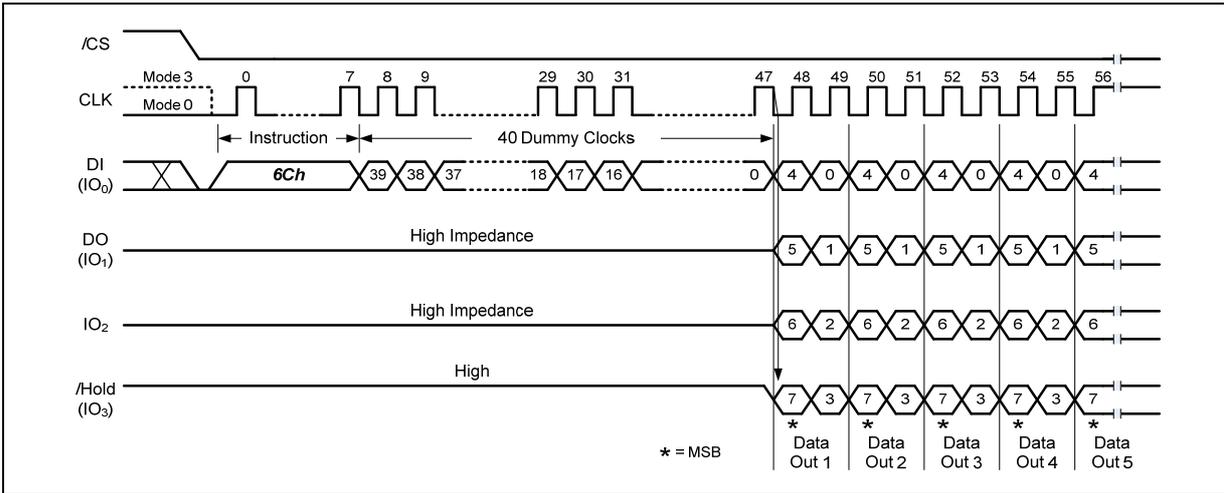 /CS
Mode 3 0 7 8 9 29 30 31 47 48 49 50 51 52 53 54 55 56
CLK
Mode 0
Instruction 40 Dummy Clocks
DI
(IO0)
6Ch 39 38 37 18 17 16 0 4 0 4 0 4 0 4 0 4
DO
(IO1)
High Impedance
5 1 5 1 5 1 5 1 5
IO2
High Impedance
6 2 6 2 6 2 6 2 6
/Hold
(IO3)
High
7 3 7 3 7 3 7 3 7
* * * * *
* = MSB
Data Out 1
Data Out 2
Data Out 3
Data Out 4
Data Out 5